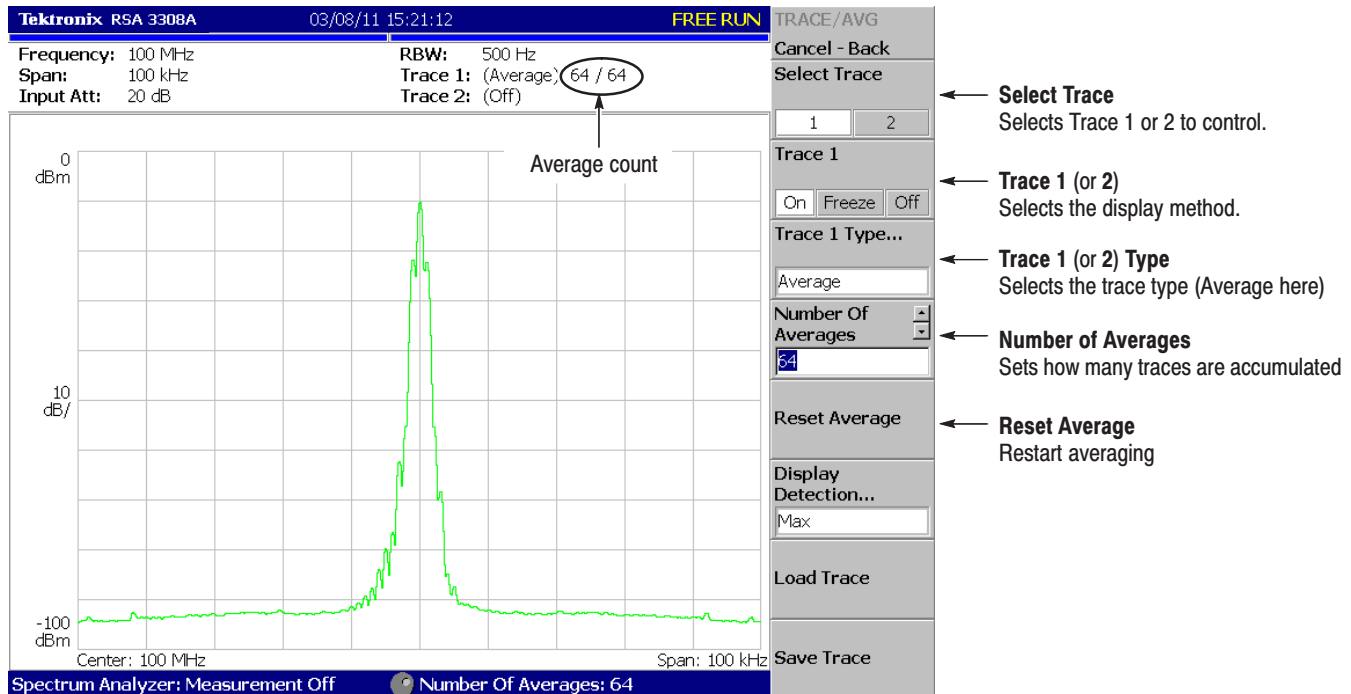 Tektronix RSA 3308A 03/08/11 15:21:12 FREE RUN
Frequency: 100 MHz
Span: 100 kHz
Input Att: 20 dB
RBW: 500 Hz
Trace 1: (Average) 64 / 64
Trace 2: (Off)
Average count
0
dBm
10
dB/
-100
dBm
Center: 100 MHz
Span: 100 kHz
Spectrum Analyzer: Measurement Off
Number Of Averages: 64
TRACE/AVG
Cancel - Back
Select Trace
1 2
Trace 1
On Freeze Off
Trace 1 Type...
Average
Number Of
Averages
64
Reset Average
Display
Detection...
Max
Load Trace
Save Trace
Select Trace
Selects Trace 1 or 2 to control.
Trace 1 (or 2)
Selects the display method.
Trace 1 (or 2) Type
Selects the trace type (Average here)
Number of Averages
Sets how many traces are accumulated
Reset Average
Restart averaging